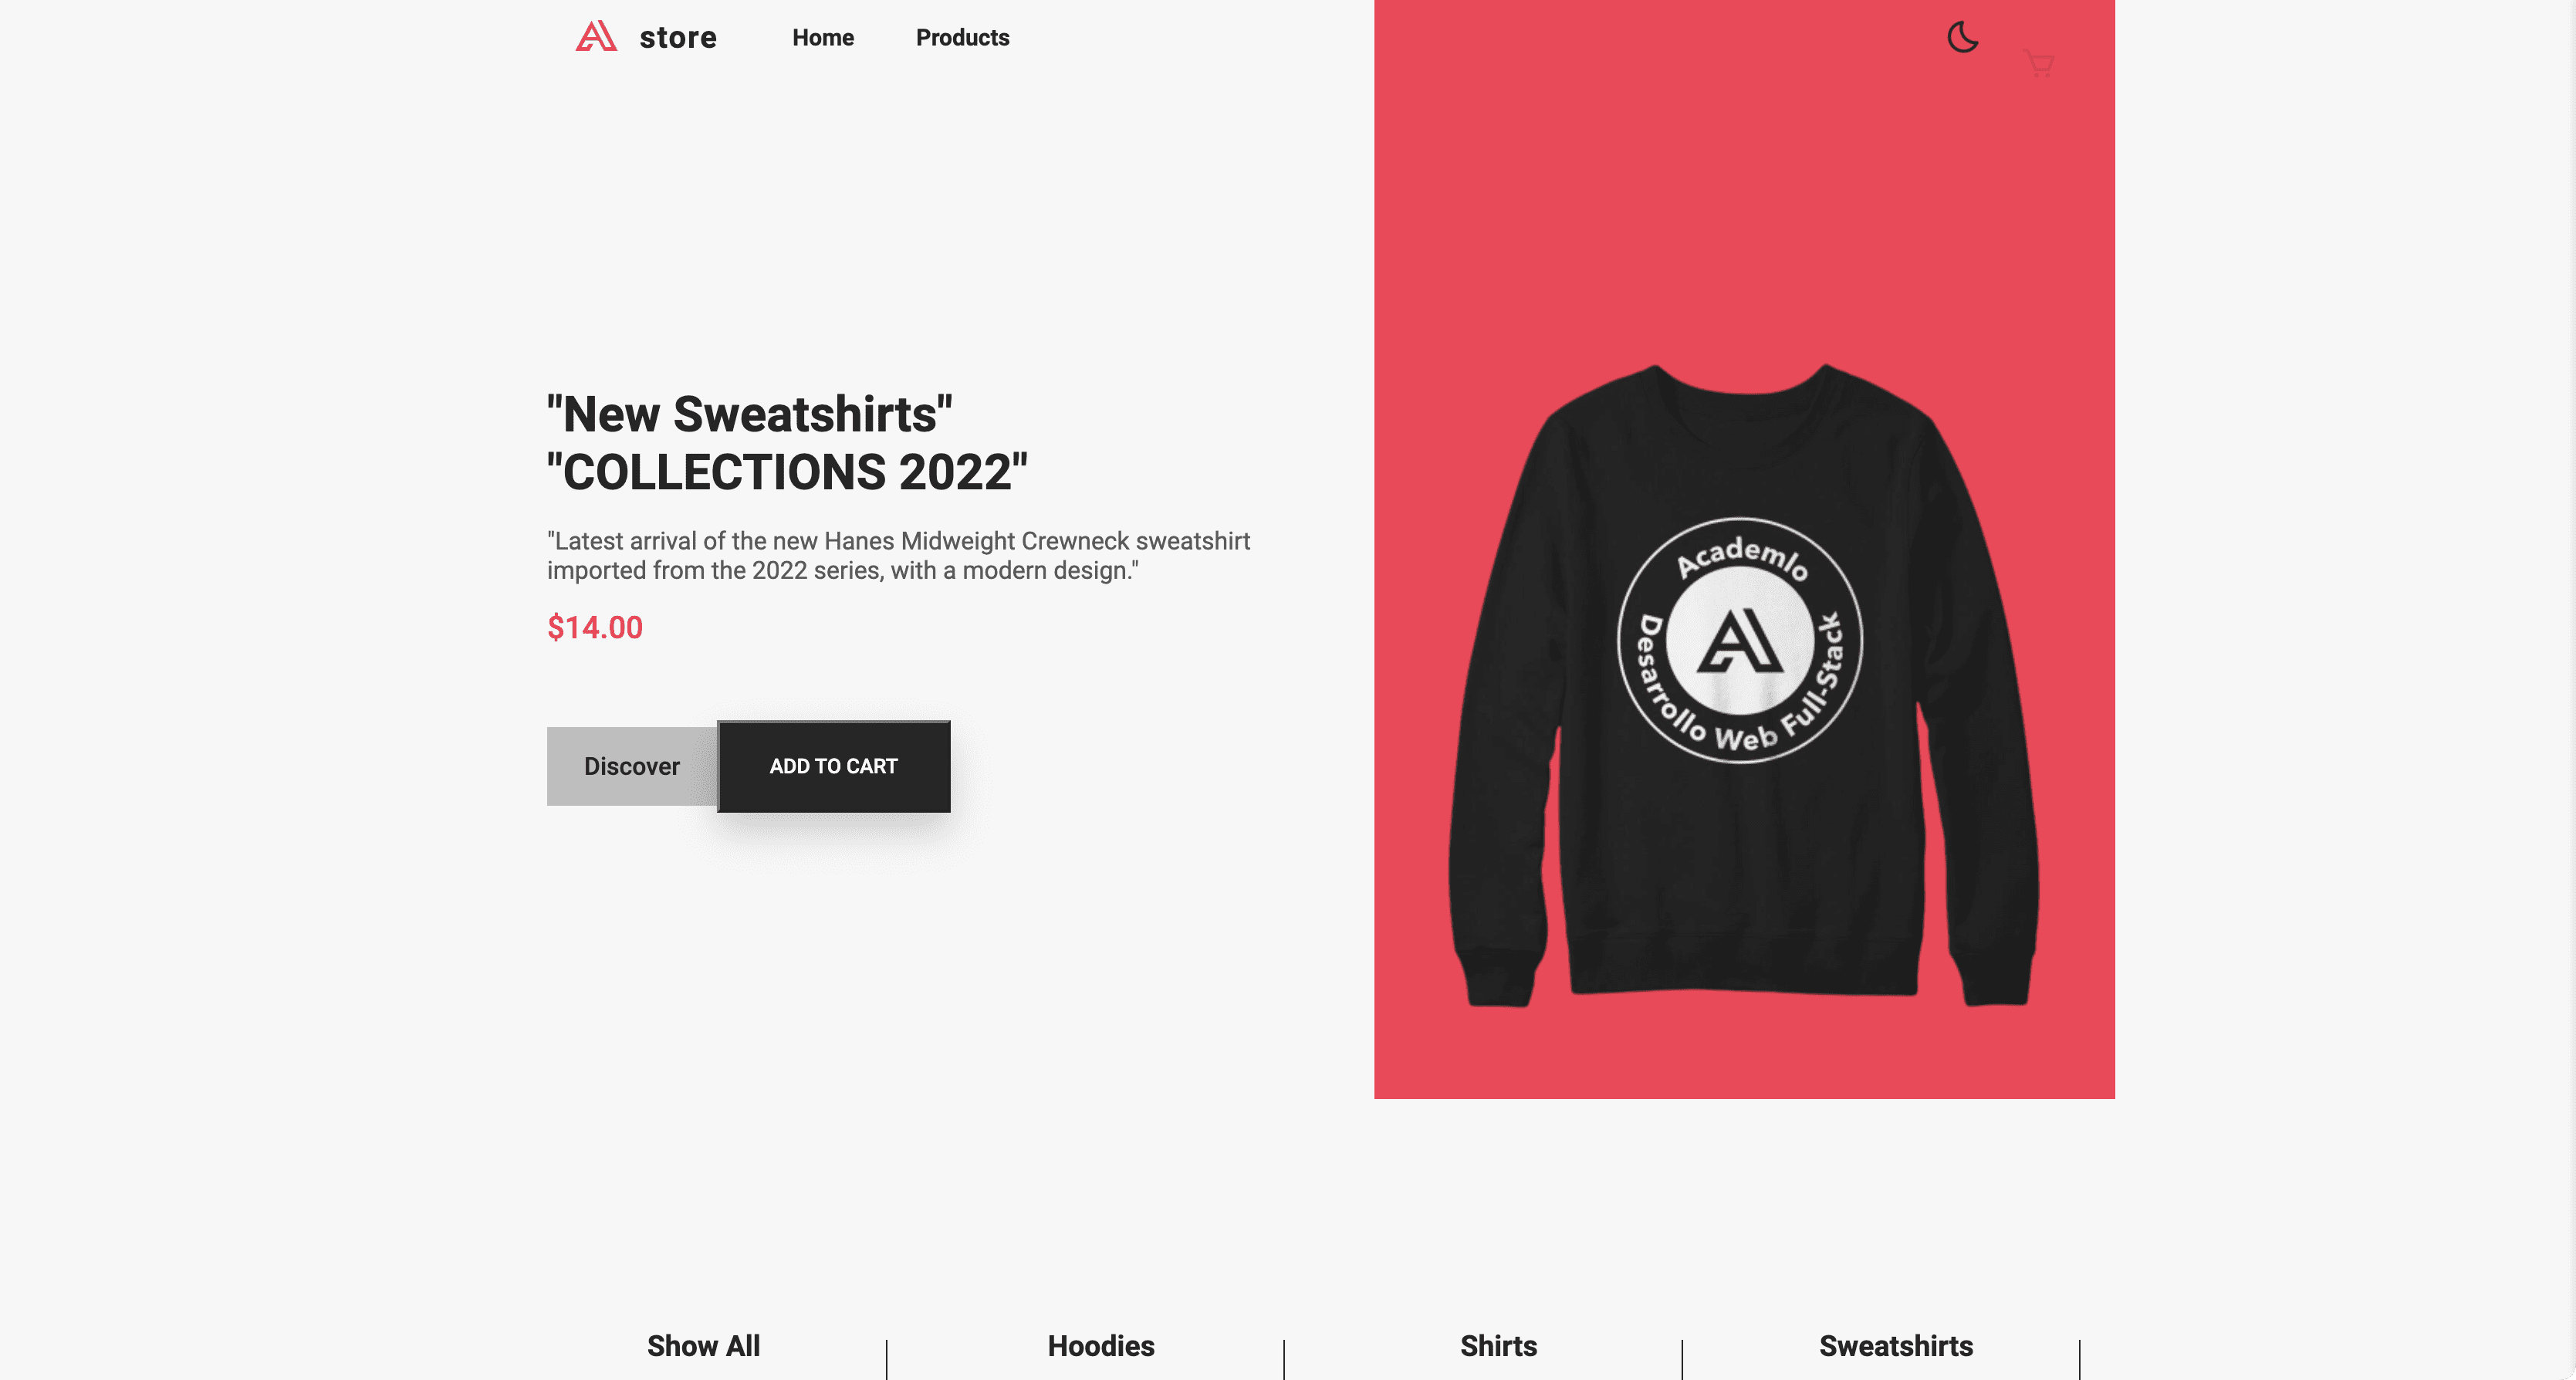 store
Home
Products
"New Sweatshirts"
"COLLECTIONS 2022"
"Latest arrival of the new Hanes Midweight Crewneck sweatshirt
imported from the 2022 series, with a modern design."
$14.00
Discover
ADD TO CART
Academlo
Desarrollo Web Full-Stack
Show All
Hoodies
Shirts
Sweatshirts